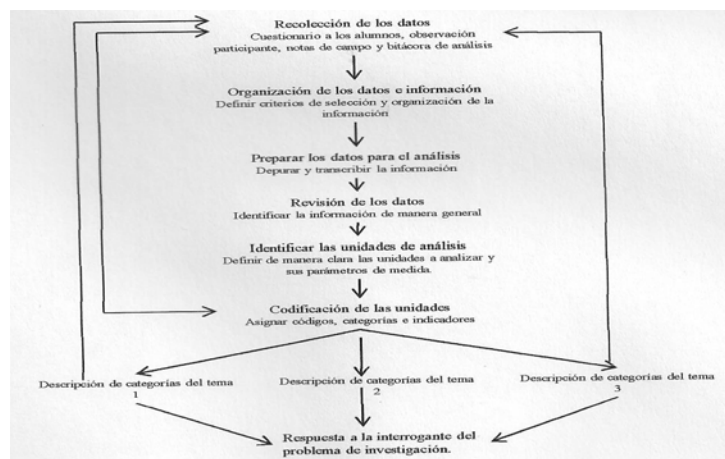 Recolección de los datos
Cuestionario a los alumnos, observación
participante, notas de campo y bitácora de análisis
Organización de los datos e información
Definir criterios de selección y organización de la
información
Preparar los datos para el análisis
Depurar y transcribir la información
Revisión de los datos
Identificar la información de manera general
Identificar las unidades de análisis
Definir de manera clara las unidades a analizar y
sus parámetros de medida.
Codificación de las unidades
Asignar códigos, categorías e indicadores
Descripción de categorías del tema
1
Descripción de categorías del tema
2
Descripción de categorías del tema
3
Respuesta a la interrogante del
problema de investigación.